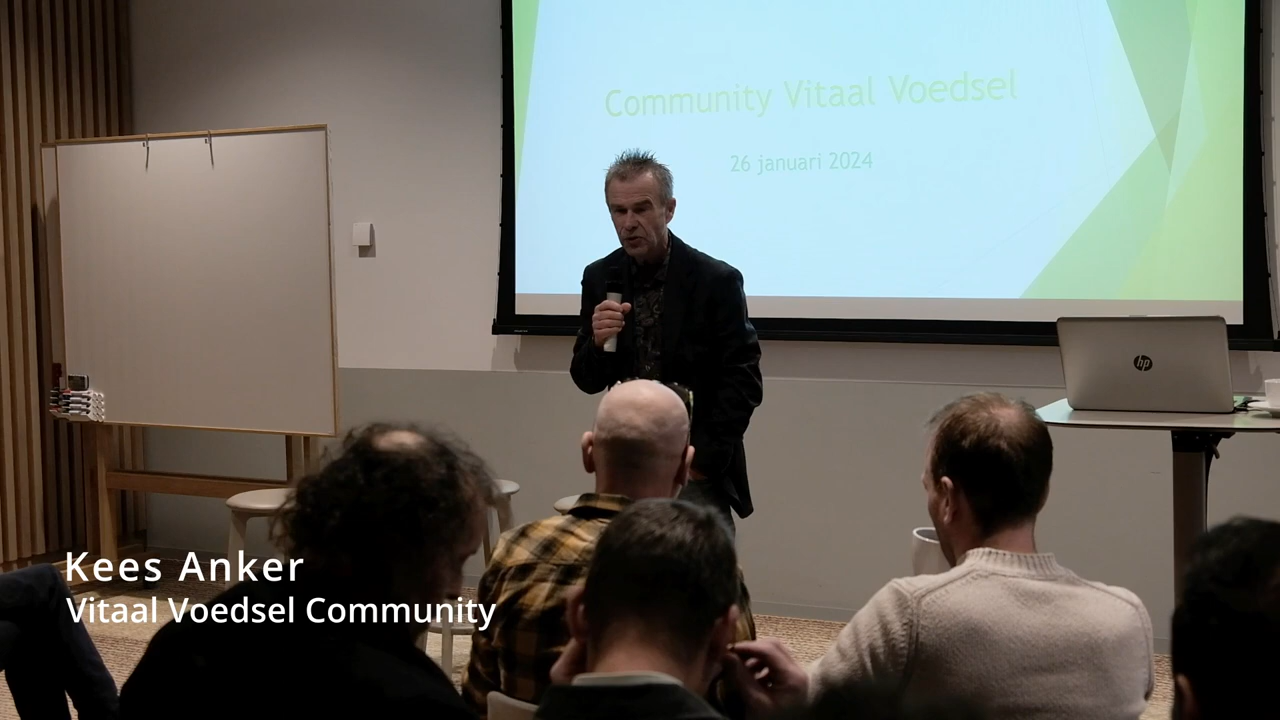 Community Vitaal Voedsel
26 januari 2024
hp
Kees Anker
Vitaal Voedsel Community